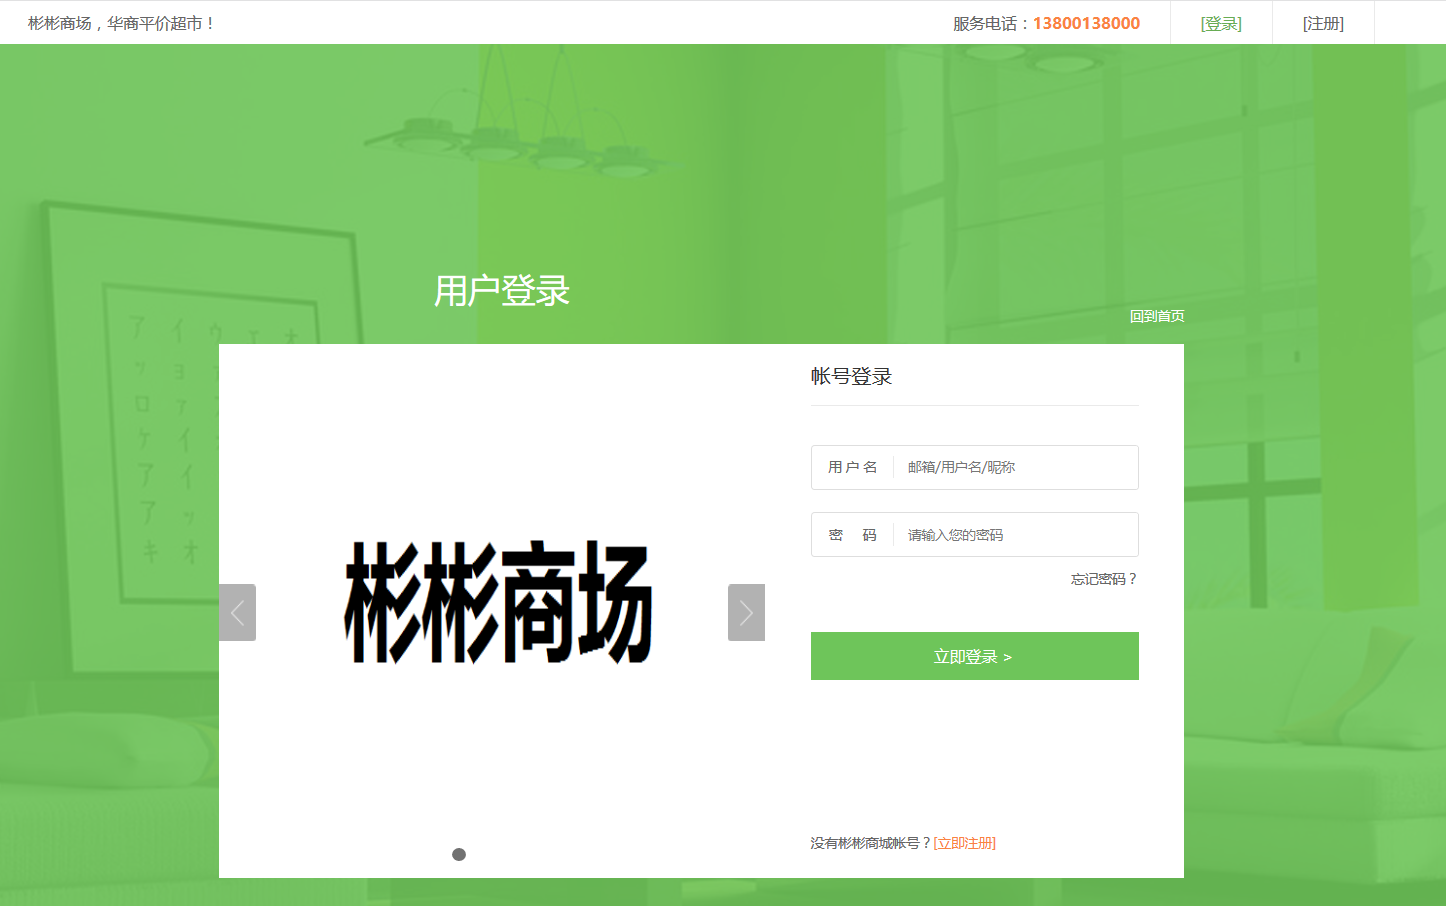 彬彬商场，华商平价超市！
服务电话：13800138000
[登录]
[注册]
用户登录
回到首页
帐号登录
用 户 名 邮箱/用户名/昵称
密 码 请输入您的密码
忘记密码？
彬彬商场
立即登录 >
没有彬彬商城帐号？[立即注册]